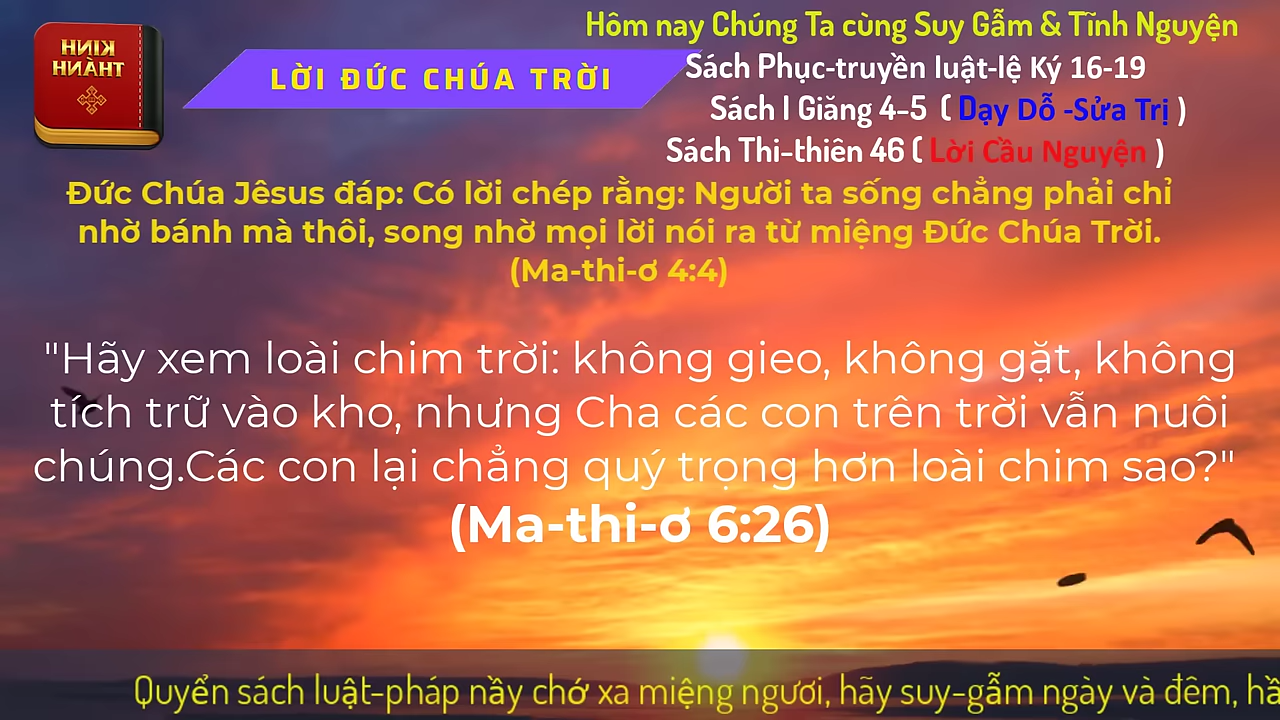 KINH
THÀNH
LỜI ĐỨC CHÚA TRỜI
Hôm nay Chúng Ta cùng Suy Gẫm & Tĩnh Nguyện
Sách Phục-truyền luật-lệ Ký 16-19
Sách I Giăng 4-5 ( Dạy Dỗ -Sửa Trị )
Sách Thi-thiên 46 ( Lời Cầu Nguyện )
Đức Chúa Jêsus đáp: Có lời chép rằng: Người ta sống chẳng phải chỉ
nhờ bánh mà thôi, song nhờ mọi lời nói ra từ miệng Đức Chúa Trời.
(Ma-thi-ơ 4:4)
"Hãy xem loài chim trời: không gieo, không gặt, không
tích trữ vào kho, nhưng Cha các con trên trời vẫn nuôi
chúng.Các con lại chẳng quý trọng hơn loài chim sao?"
(Ma-thi-ơ 6:26)
Quyển sách luật-pháp nầy chớ xa miệng ngươi, hãy suy-gẫm ngày và đêm,